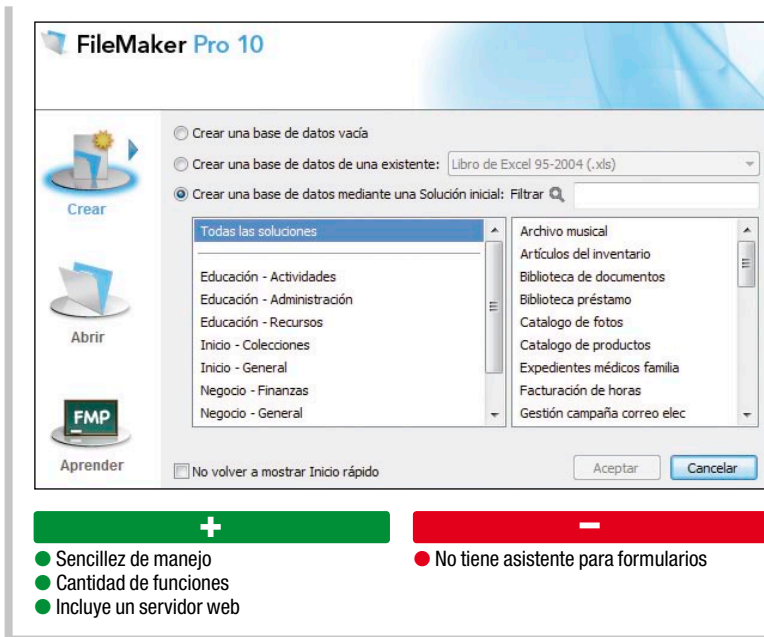 FileMaker Pro 10
Crear
Abrir
FMP
Aprender
Crear una base de datos vacía
Crear una base de datos de una existente: Libro de Excel 95-2004 (.xls)
Crear una base de datos mediante una Solución inicial: Filtrar
Todas las soluciones
Educación - Actividades
Educación - Administración
Educación - Recursos
Inicio - Colecciones
Inicio - General
Negocio - Finanzas
Negocio - General
Archivo musical
Artículos del inventario
Biblioteca de documentos
Biblioteca préstamo
Catalogo de fotos
Catalogo de productos
Expedientes médicos familia
Facturación de horas
Gestión campaña correo elec
No volver a mostrar Inicio rápido
Aceptar
Cancelar
+
● Sencillez de manejo
● Cantidad de funciones
● Incluye un servidor web
−
● No tiene asistente para formularios